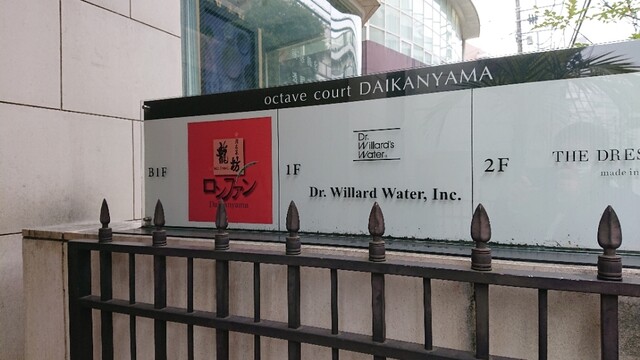 octave court DAIKANYAMA
B1F
龍坊
ロンファン
Daikanyama
1F
Dr.
Willard's
Water®
Dr. Willard Water, Inc.
2F
THE DRES
made in